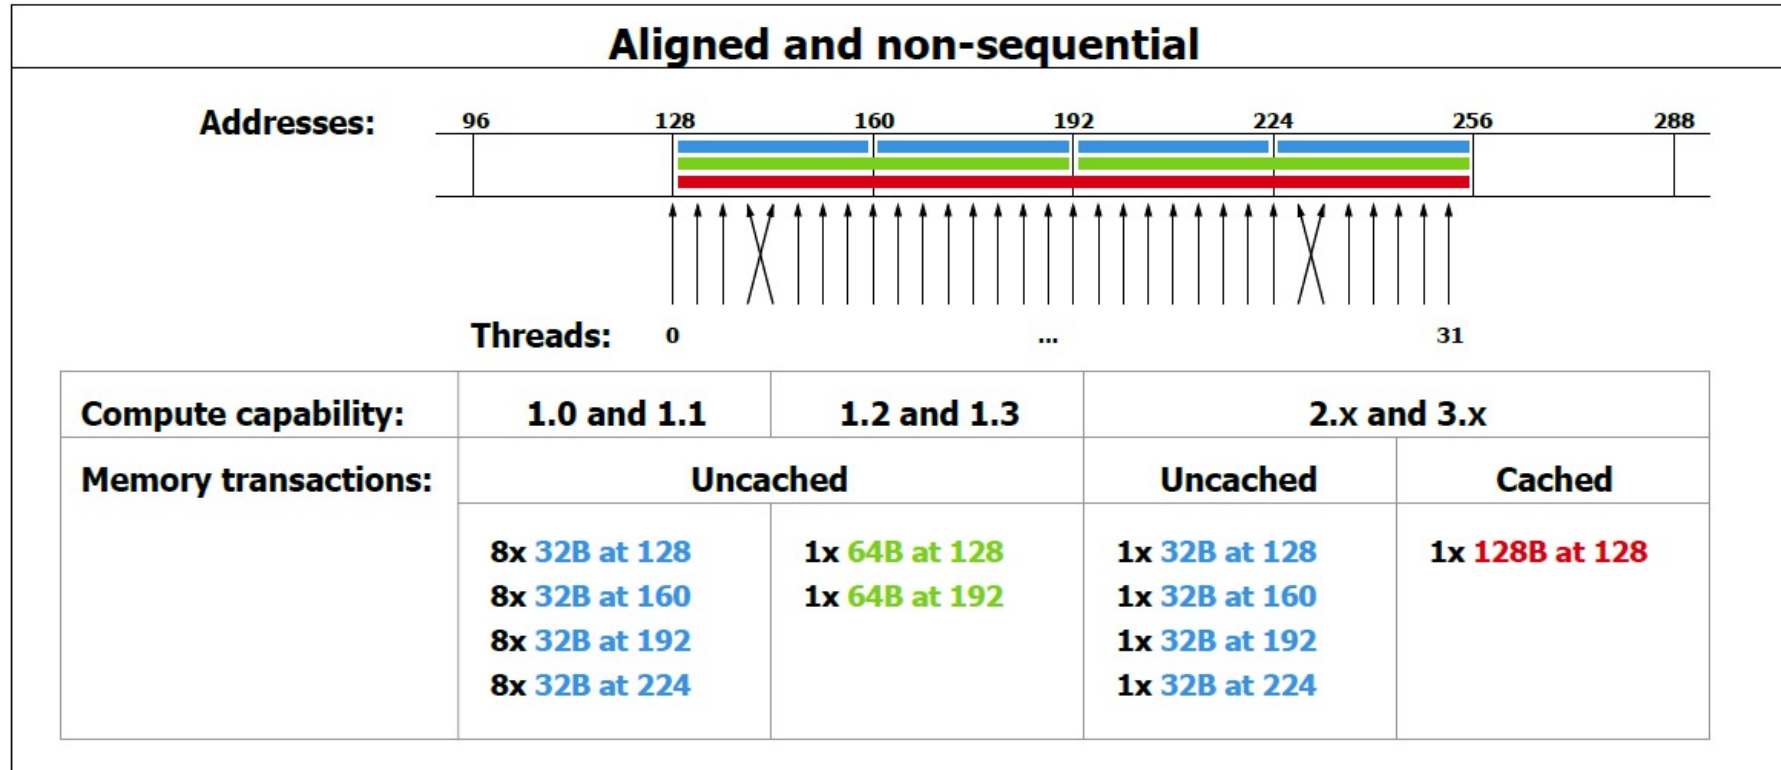 Aligned and non-sequential
Addresses: 96 128 160 192 224 256 288
Threads: 0 ... 31
Compute capability: 1.0 and 1.1 1.2 and 1.3 2.x and 3.x
Memory transactions: Uncached Uncached Cached
8x 32B at 128 1x 64B at 128 1x 32B at 128 1x 128B at 128
8x 32B at 160 1x 64B at 192 1x 32B at 160
8x 32B at 192 1x 32B at 192
8x 32B at 224 1x 32B at 224